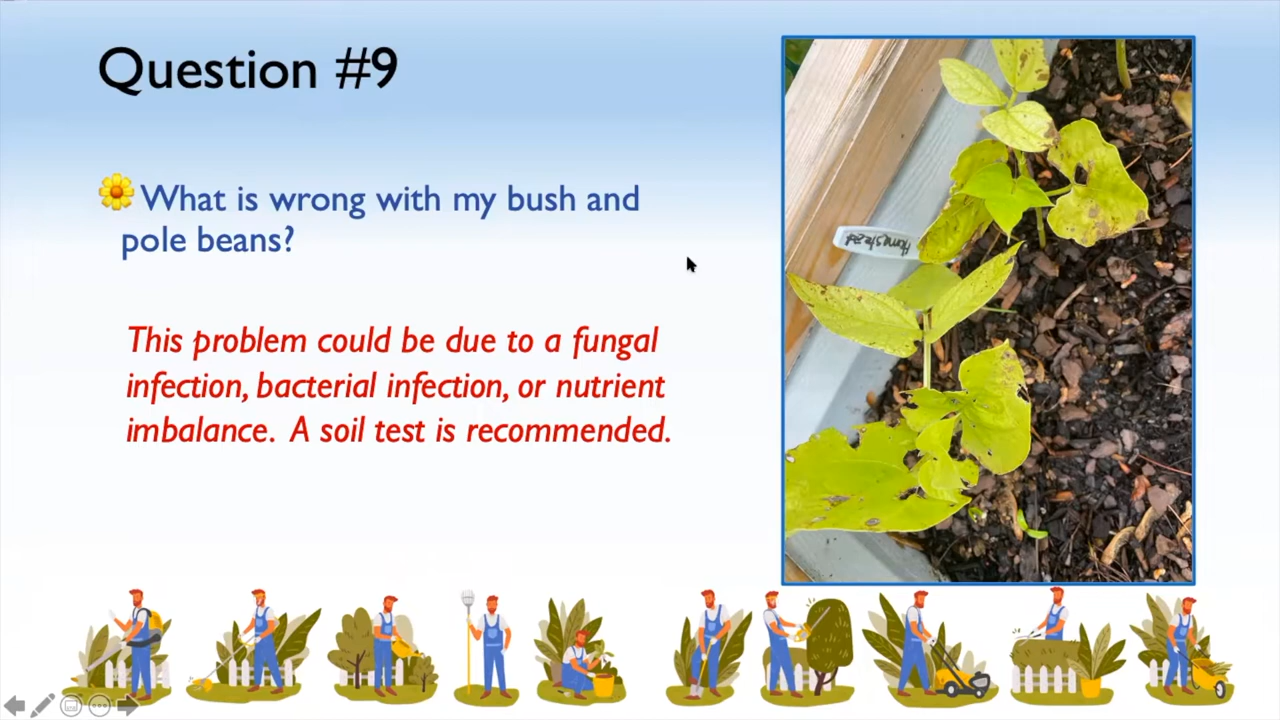 Question #9
What is wrong with my bush and
pole beans?
This problem could be due to a fungal
infection, bacterial infection, or nutrient
imbalance. A soil test is recommended.
Homestead